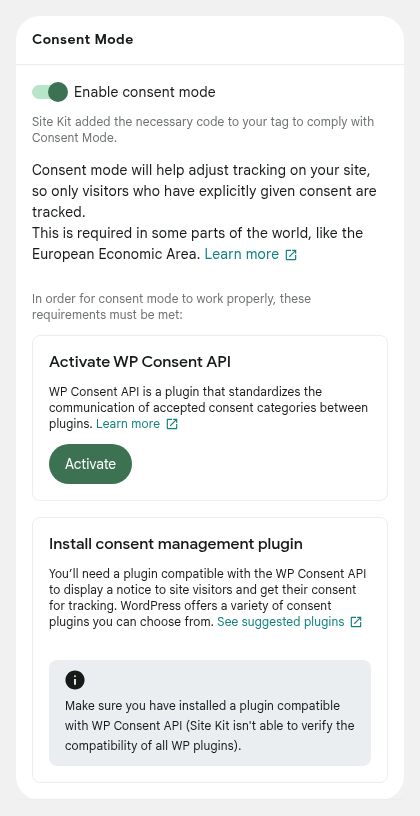 Consent Mode
Enable consent mode
Site Kit added the necessary code to your tag to comply with
Consent Mode.
Consent mode will help adjust tracking on your site,
so only visitors who have explicitly given consent are
tracked.
This is required in some parts of the world, like the
European Economic Area. Learn more
In order for consent mode to work properly, these
requirements must be met:
Activate WP Consent API
WP Consent API is a plugin that standardizes the
communication of accepted consent categories between
plugins. Learn more
Activate
Install consent management plugin
You’ll need a plugin compatible with the WP Consent API
to display a notice to site visitors and get their consent
for tracking. WordPress offers a variety of consent
plugins you can choose from. See suggested plugins
Make sure you have installed a plugin compatible
with WP Consent API (Site Kit isn't able to verify the
compatibility of all WP plugins).